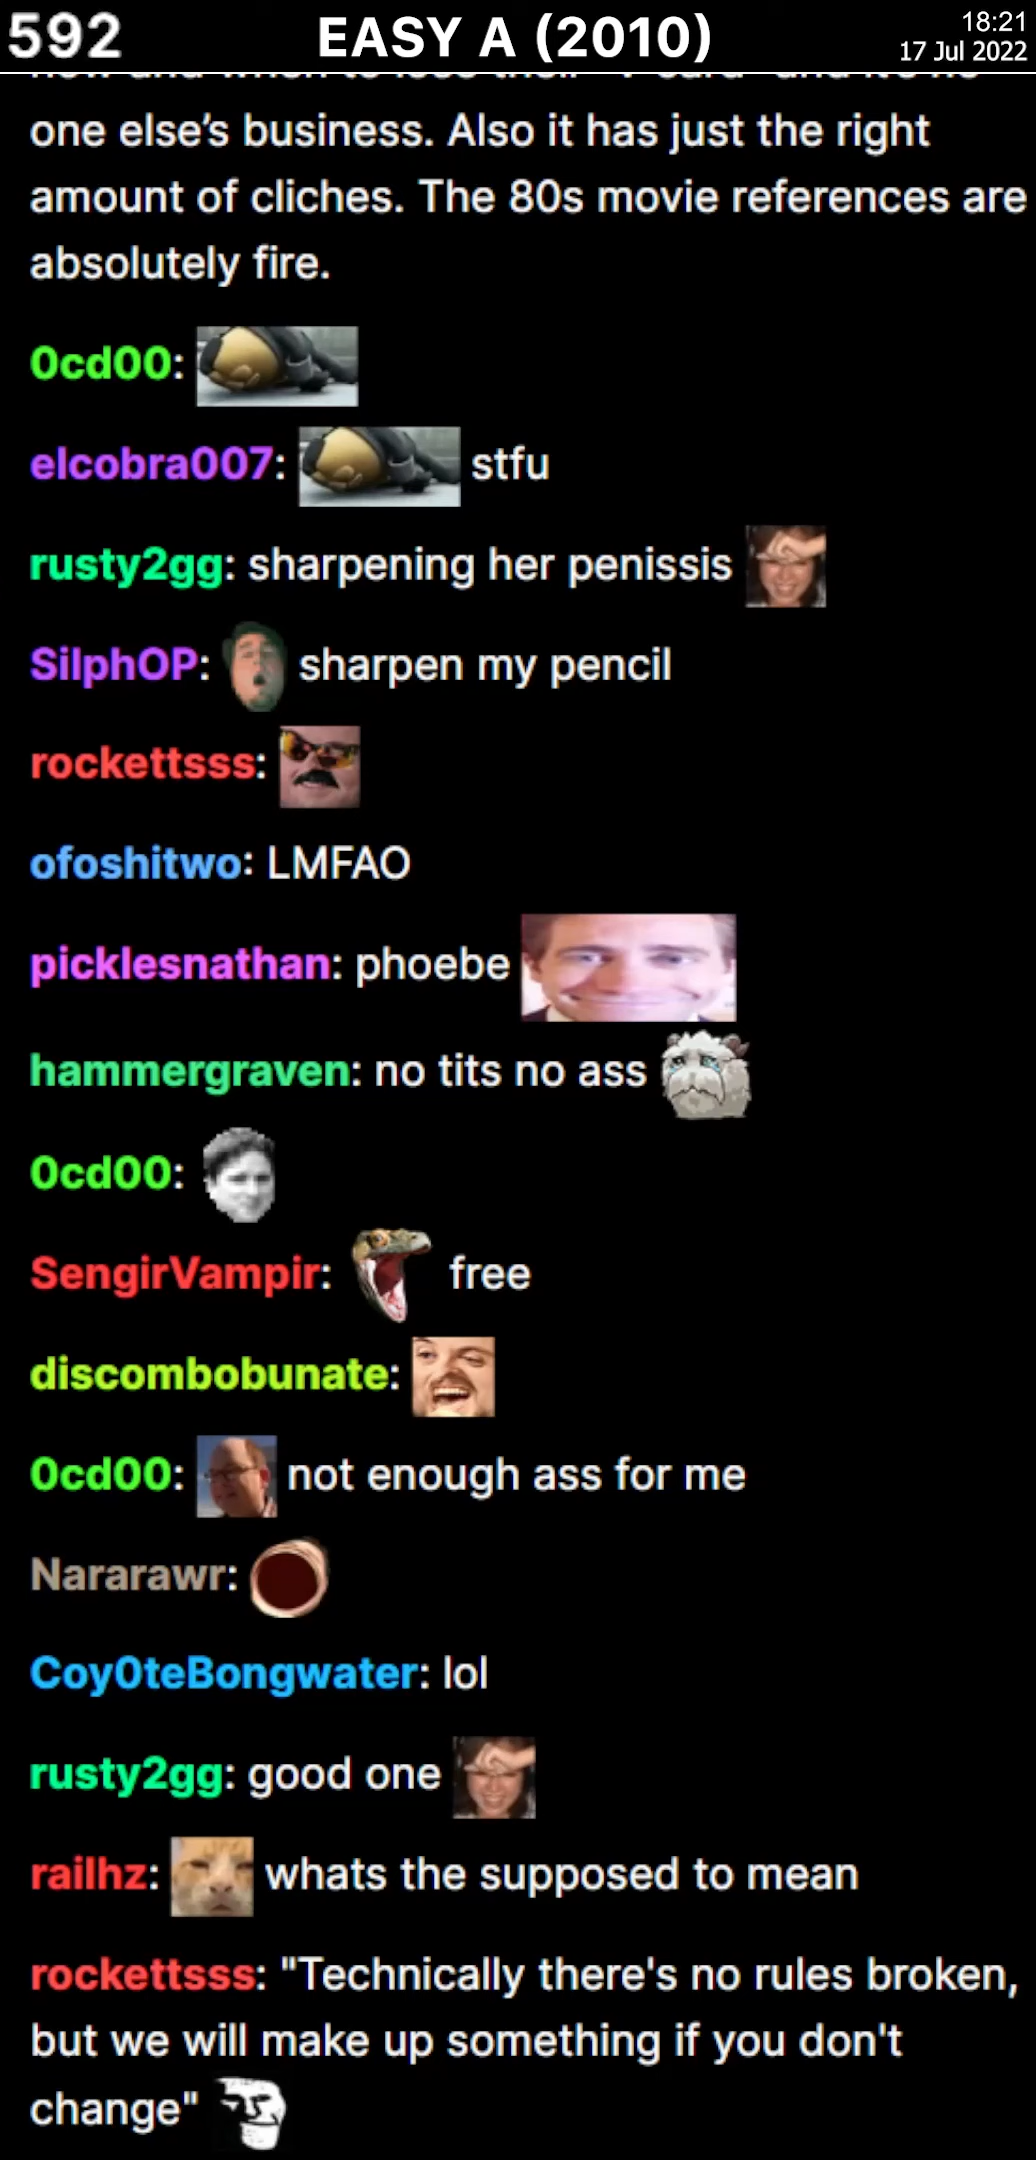 592
EASY A (2010)
18:21
17 Jul 2022
one else’s business. Also it has just the right
amount of cliches. The 80s movie references are
absolutely fire.
0cd00:
elcobra007: stfu
rusty2gg: sharpening her penissis
SilphOP: sharpen my pencil
rockettsss:
ofoshitwo: LMFAO
picklesnathan: phoebe
hammergraven: no tits no ass
0cd00:
SengirVampir: free
discombobunate:
0cd00: not enough ass for me
Nararawr:
Coy0teBongwater: lol
rusty2gg: good one
railhz: whats the supposed to mean
rockettsss: "Technically there's no rules broken,
but we will make up something if you don't
change"